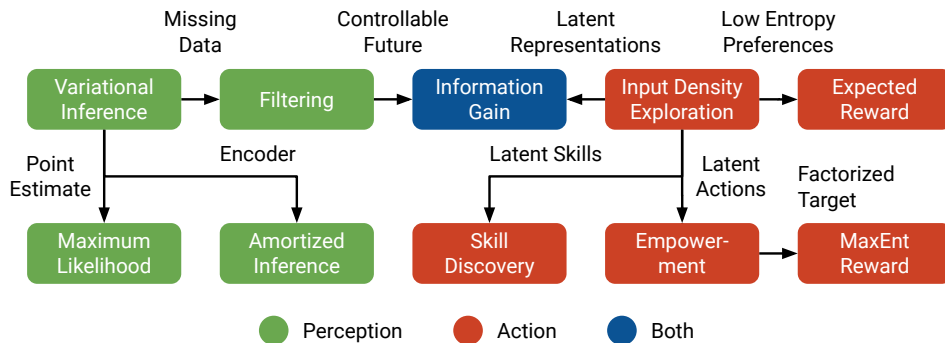 Missing
Data
Controllable
Future
Latent
Representations
Low Entropy
Preferences
Variational
Inference
Filtering
Information
Gain
Input Density
Exploration
Expected
Reward
Point
Estimate
Encoder
Latent Skills
Latent
Actions
Factorized
Target
Maximum
Likelihood
Amortized
Inference
Skill
Discovery
Empower-
ment
MaxEnt
Reward
Perception
Action
Both